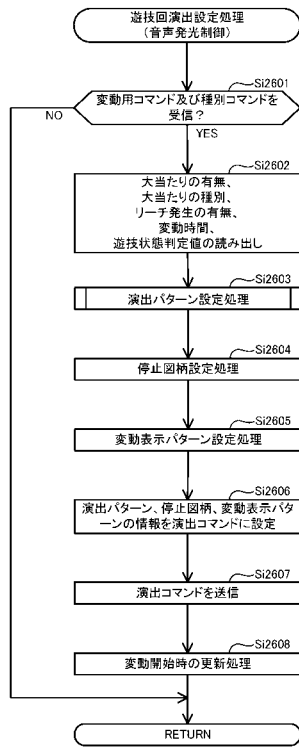 遊技回演出設定処理
(音声発光制御)
Si2601
変動用コマンド及び種別コマンドを
受信?
NO
YES
Si2602
大当たりの有無、
大当たりの種別、
リーチ発生の有無、
変動時間、
遊技状態判定値の読み出し
Si2603
演出パターン設定処理
Si2604
停止図柄設定処理
Si2605
変動表示パターン設定処理
Si2606
演出パターン、停止図柄、変動表示パ
ターンの情報を演出コマンドに設定
Si2607
演出コマンドを送信
Si2608
変動開始時の更新処理
RETURN